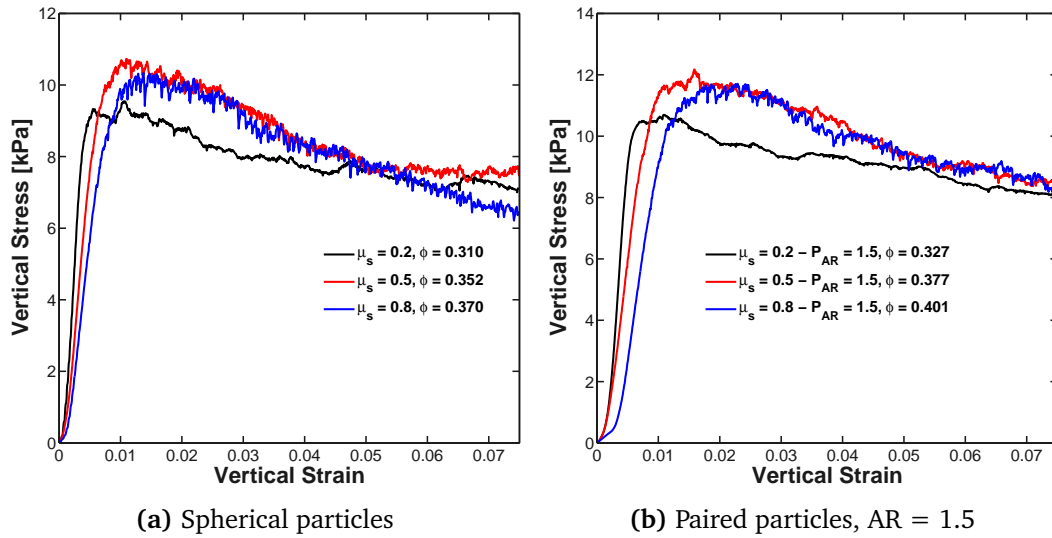 12
10
8
6
4
2
0
Vertical Stress [kPa]
μs = 0.2, ϕ = 0.310
μs = 0.5, ϕ = 0.352
μs = 0.8, ϕ = 0.370
0 0.01 0.02 0.03 0.04 0.05 0.06 0.07
Vertical Strain
(a) Spherical particles
14
12
10
8
6
4
2
0
Vertical Stress [kPa]
μs = 0.2 – PAR = 1.5, ϕ = 0.327
μs = 0.5 – PAR = 1.5, ϕ = 0.377
μs = 0.8 – PAR = 1.5, ϕ = 0.401
0 0.01 0.02 0.03 0.04 0.05 0.06 0.07
Vertical Strain
(b) Paired particles, AR = 1.5